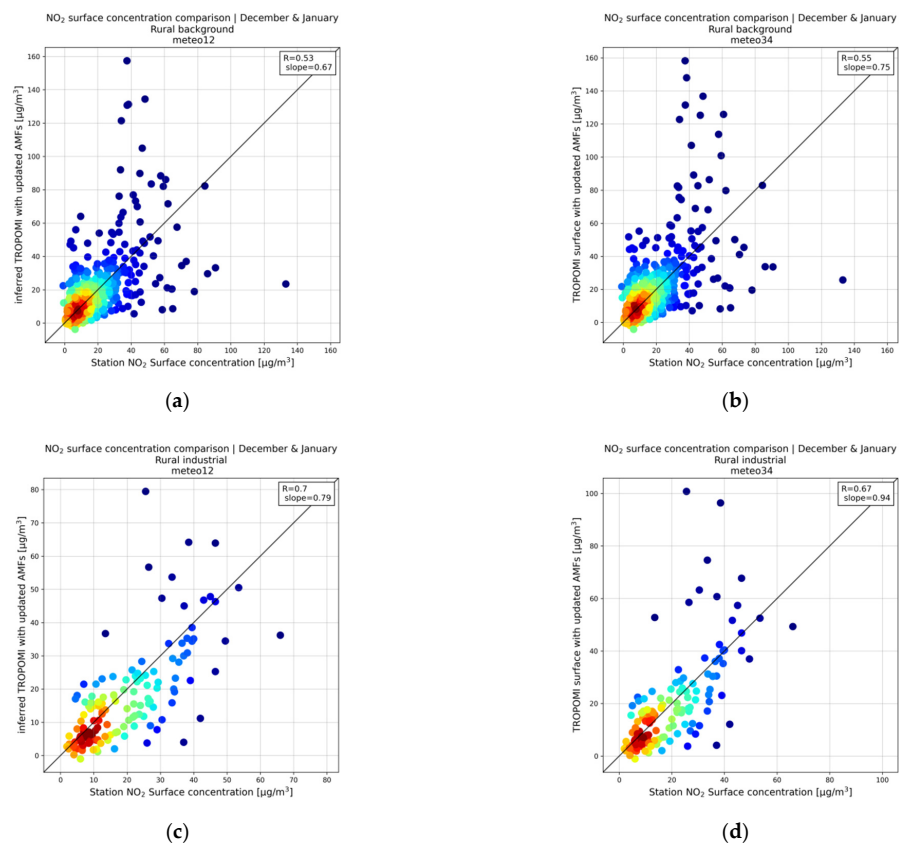 NO₂ surface concentration comparison | December & January
Rural background
meteo12
R=0.53
slope=0.67
inferred TROPOMI with updated AMFs [µg/m³]
160
140
120
100
80
60
40
20
0
0 20 40 60 80 100 120 140 160
Station NO₂ Surface concentration [µg/m³]
(a)
NO₂ surface concentration comparison | December & January
Rural background
meteo34
R=0.55
slope=0.75
TROPOMI surface with updated AMFs [µg/m³]
160
140
120
100
80
60
40
20
0
0 20 40 60 80 100 120 140 160
Station NO₂ Surface concentration [µg/m³]
(b)
NO₂ surface concentration comparison | December & January
Rural industrial
meteo12
R=0.7
slope=0.79
inferred TROPOMI with updated AMFs [µg/m³]
80
70
60
50
40
30
20
10
0
0 10 20 30 40 50 60 70 80
Station NO₂ Surface concentration [µg/m³]
(c)
NO₂ surface concentration comparison | December & January
Rural industrial
meteo34
R=0.67
slope=0.94
TROPOMI surface with updated AMFs [µg/m³]
100
80
60
40
20
0
0 20 40 60 80 100
Station NO₂ Surface concentration [µg/m³]
(d)